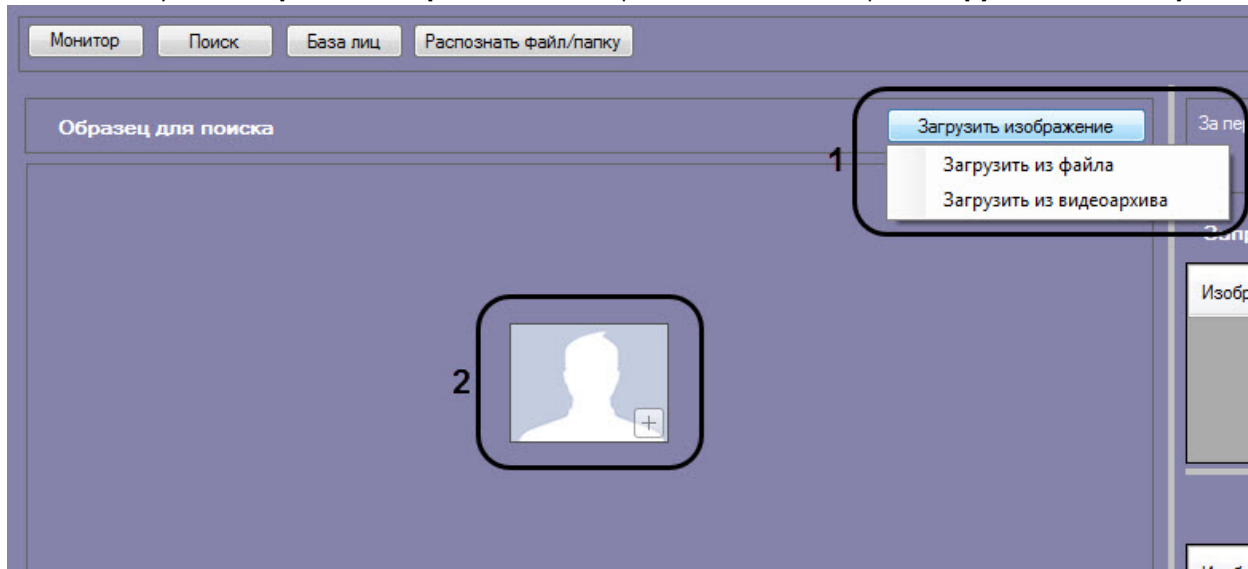 Монитор Поиск База лиц Распознать файл/папку
Образец для поиска
Загрузить изображение
За
1
Загрузить из файла
Загрузить из видеоархива
2